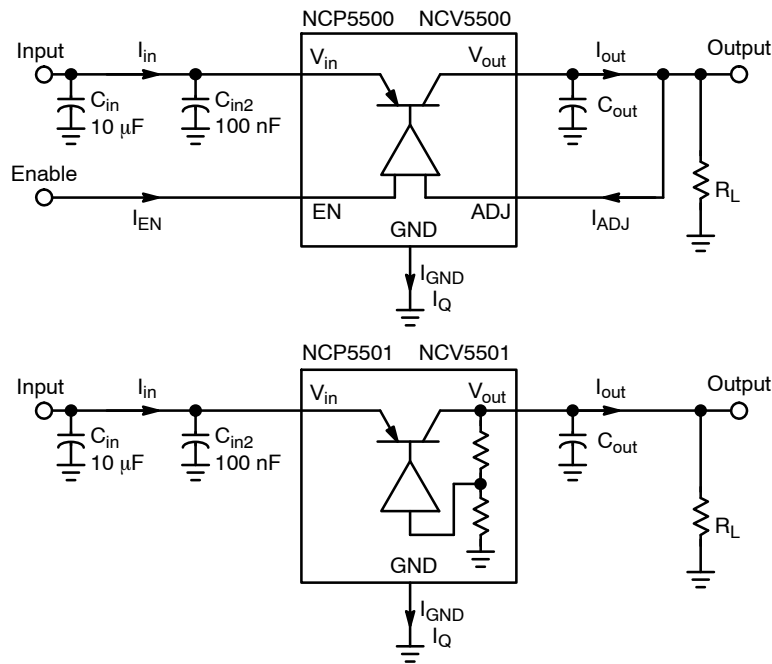 NCP5500 NCV5500
Input
I_in
V_in
V_out
I_out
Output
C_in
10 μF
C_in2
100 nF
C_out
Enable
I_EN
EN
ADJ
I_ADJ
R_L
GND
I_GND
I_Q
NCP5501 NCV5501
Input
I_in
V_in
V_out
I_out
Output
C_in
10 μF
C_in2
100 nF
C_out
R_L
GND
I_GND
I_Q